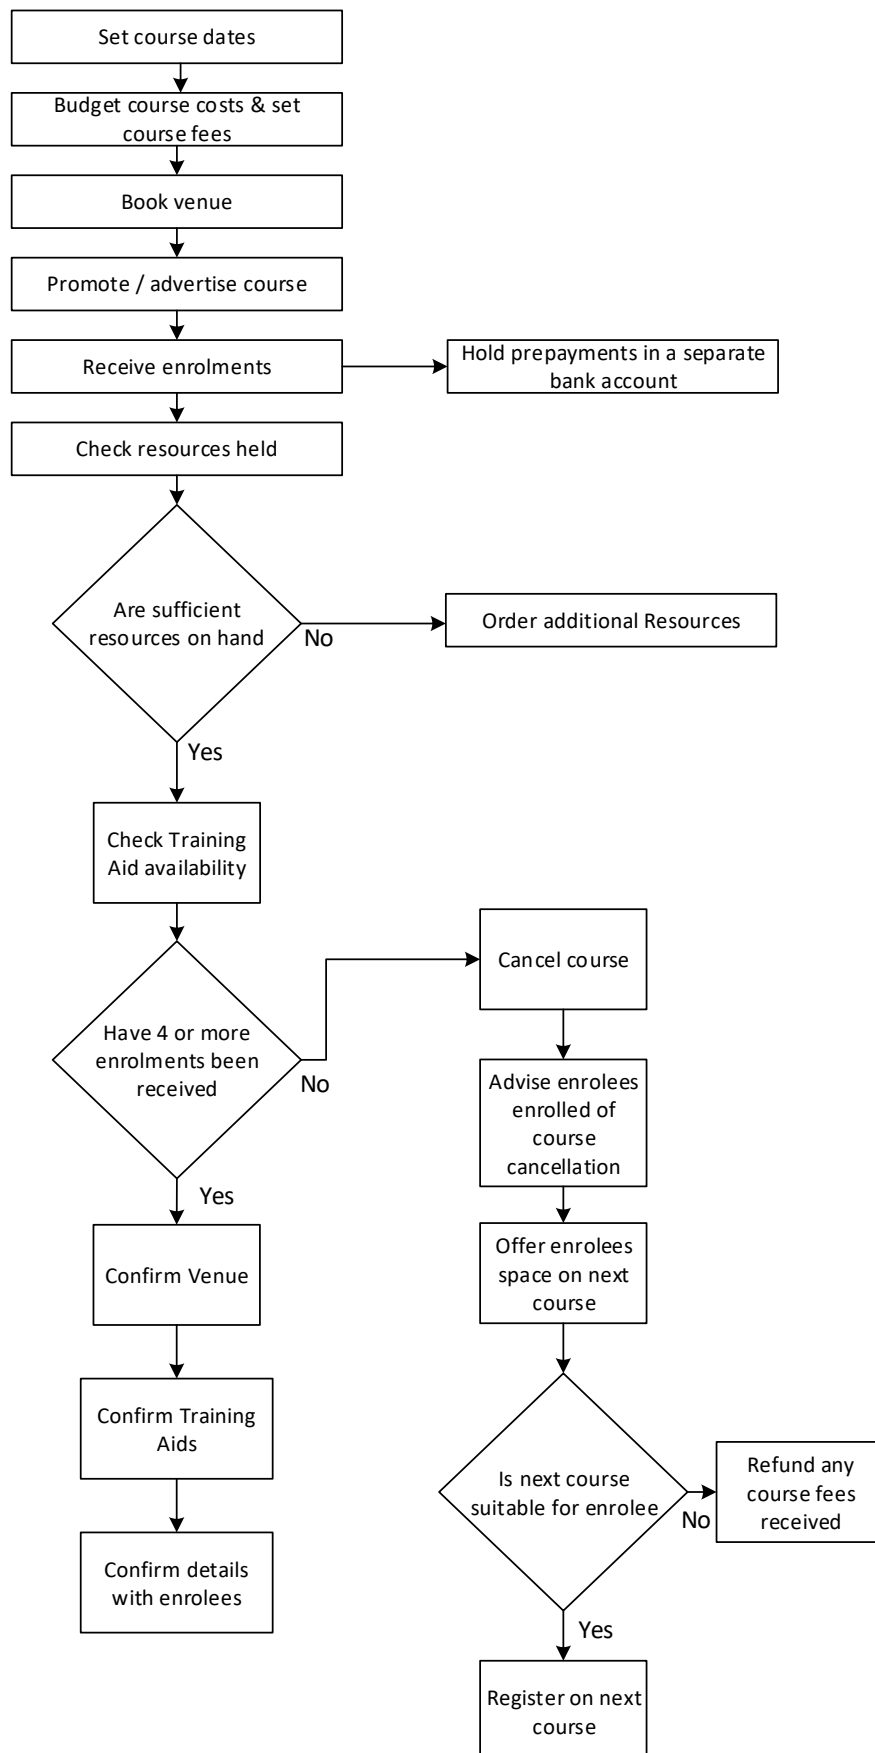 Set course dates
Budget course costs & set
course fees
Book venue
Promote / advertise course
Receive enrolments
Hold prepayments in a separate
bank account
Check resources held
Are sufficient
resources on hand
No
Order additional Resources
Yes
Check Training
Aid availability
Cancel course
Have 4 or more
enrolments been
received
No
Advise enrolees
enrolled of
course
cancellation
Yes
Confirm Venue
Offer enrolees
space on next
course
Confirm Training
Aids
Is next course
suitable for enrolee
No
Refund any
course fees
received
Confirm details
with enrolees
Yes
Register on next
course